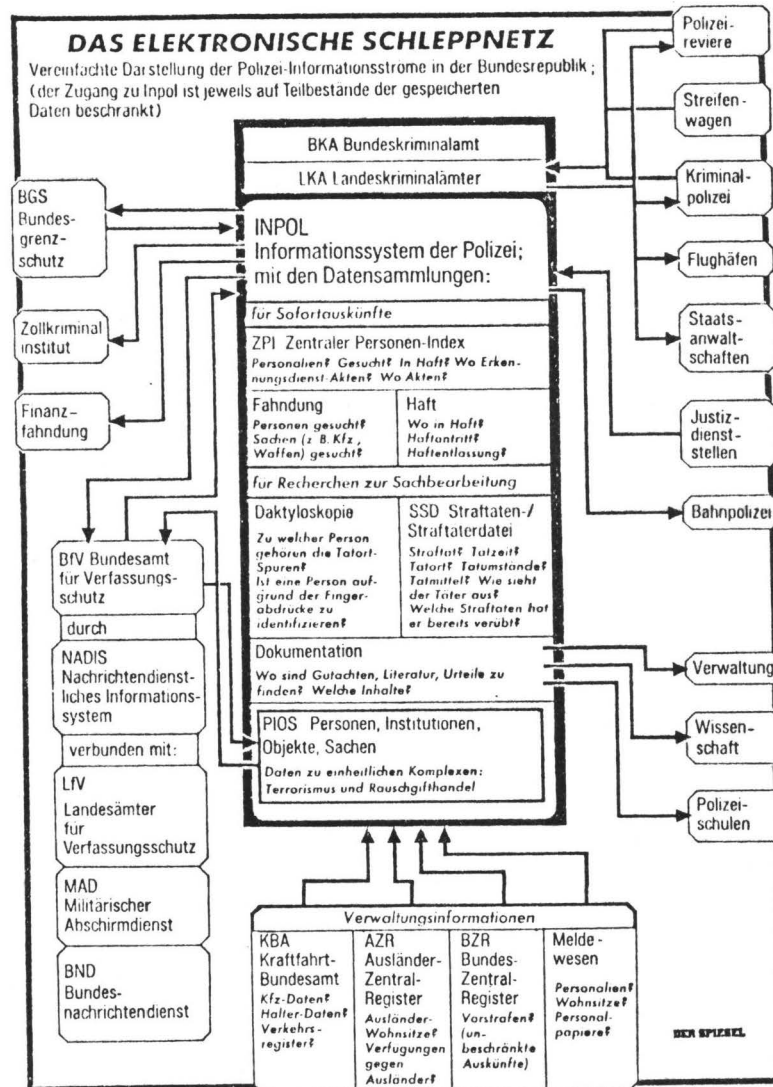 DAS ELEKTRONISCHE SCHLEPPNETZ
Vereinfachte Darstellung der Polizei-Informationsströme in der Bundesrepublik;
(der Zugang zu Inpol ist jeweils auf Teilbestände der gespeicherten
Daten beschränkt)
BKA Bundeskriminalamt
LKA Landeskriminalämter
INPOL
Informationssystem der Polizei;
mit den Datensammlungen:
für Sofortauskünfte
ZPI Zentraler Personen-Index
Personalien? Gesucht? In Haft? Wo Erken-
nungsdienst-Akten? Wo Akten?
Fahndung
Personen gesucht?
Sachen (z B. Kfz,
Waffen) gesucht?
Haft
Wo in Haft?
Haftantritt?
Haftentlassung?
für Recherchen zur Sachbearbeitung
Daktyloskopie
Zu welcher Person
gehörun die Tatort-
Spuren?
Ist eine Person auf-
grund der Finger-
abdrücke zu
identifizieren?
SSD Straftaten-/
Straftaterdatei
Straftat? Tatzeit?
Tatort? Tatumstände?
Tatmittel? Wie sieht
der Täter aus?
Welche Straftaten hat
er bereits verübt?
Dokumentation
Wo sind Gutachten, Literatur, Urteile zu
finden? Welche Inhalte?
PIOS Personen, Institutionen,
Objekte, Sachen
Daten zu einheitlichen Komplexen:
Terrorismus und Rauschgifthandel
BGS
Bundes-
grenz-
schutz
Zollkriminal
institut
Finanz-
fahndung
BfV Bundesamt
für Verfassungs-
schutz
durch
NADIS
Nachrichtendienst-
liches Informations-
system
verbunden mit:
LfV
Landesämter
für
Verfassungsschutz
MAD
Militärischer
Abschirmdienst
BND
Bundes-
nachrichtendienst
Polizei-
reviere
Streifen-
wagen
Kriminal-
polizei
Flughäfen
Staats-
anwalt-
schaften
Justiz-
dienst-
stellen
Bahnpolizei
Verwaltung
Wissen-
schaft
Polizei-
schulen
Verwaltungsinformationen
KBA
Kraftfahrt-
Bundesamt
Kfz-Daten?
Halter-Daten?
Verkehrs-
register?
AZR
Ausländer-
Zentral-
Register
Ausländer-
Wohnsitze?
Verfugungen
gegen
Ausländer?
BZR
Bundes-
Zentral-
Register
Vorstrafen?
(un-
beschränkte
Auskünfte)
Melde-
wesen
Personalien?
Wohnsitze?
Personal-
papiere?
DER SPIEGEL